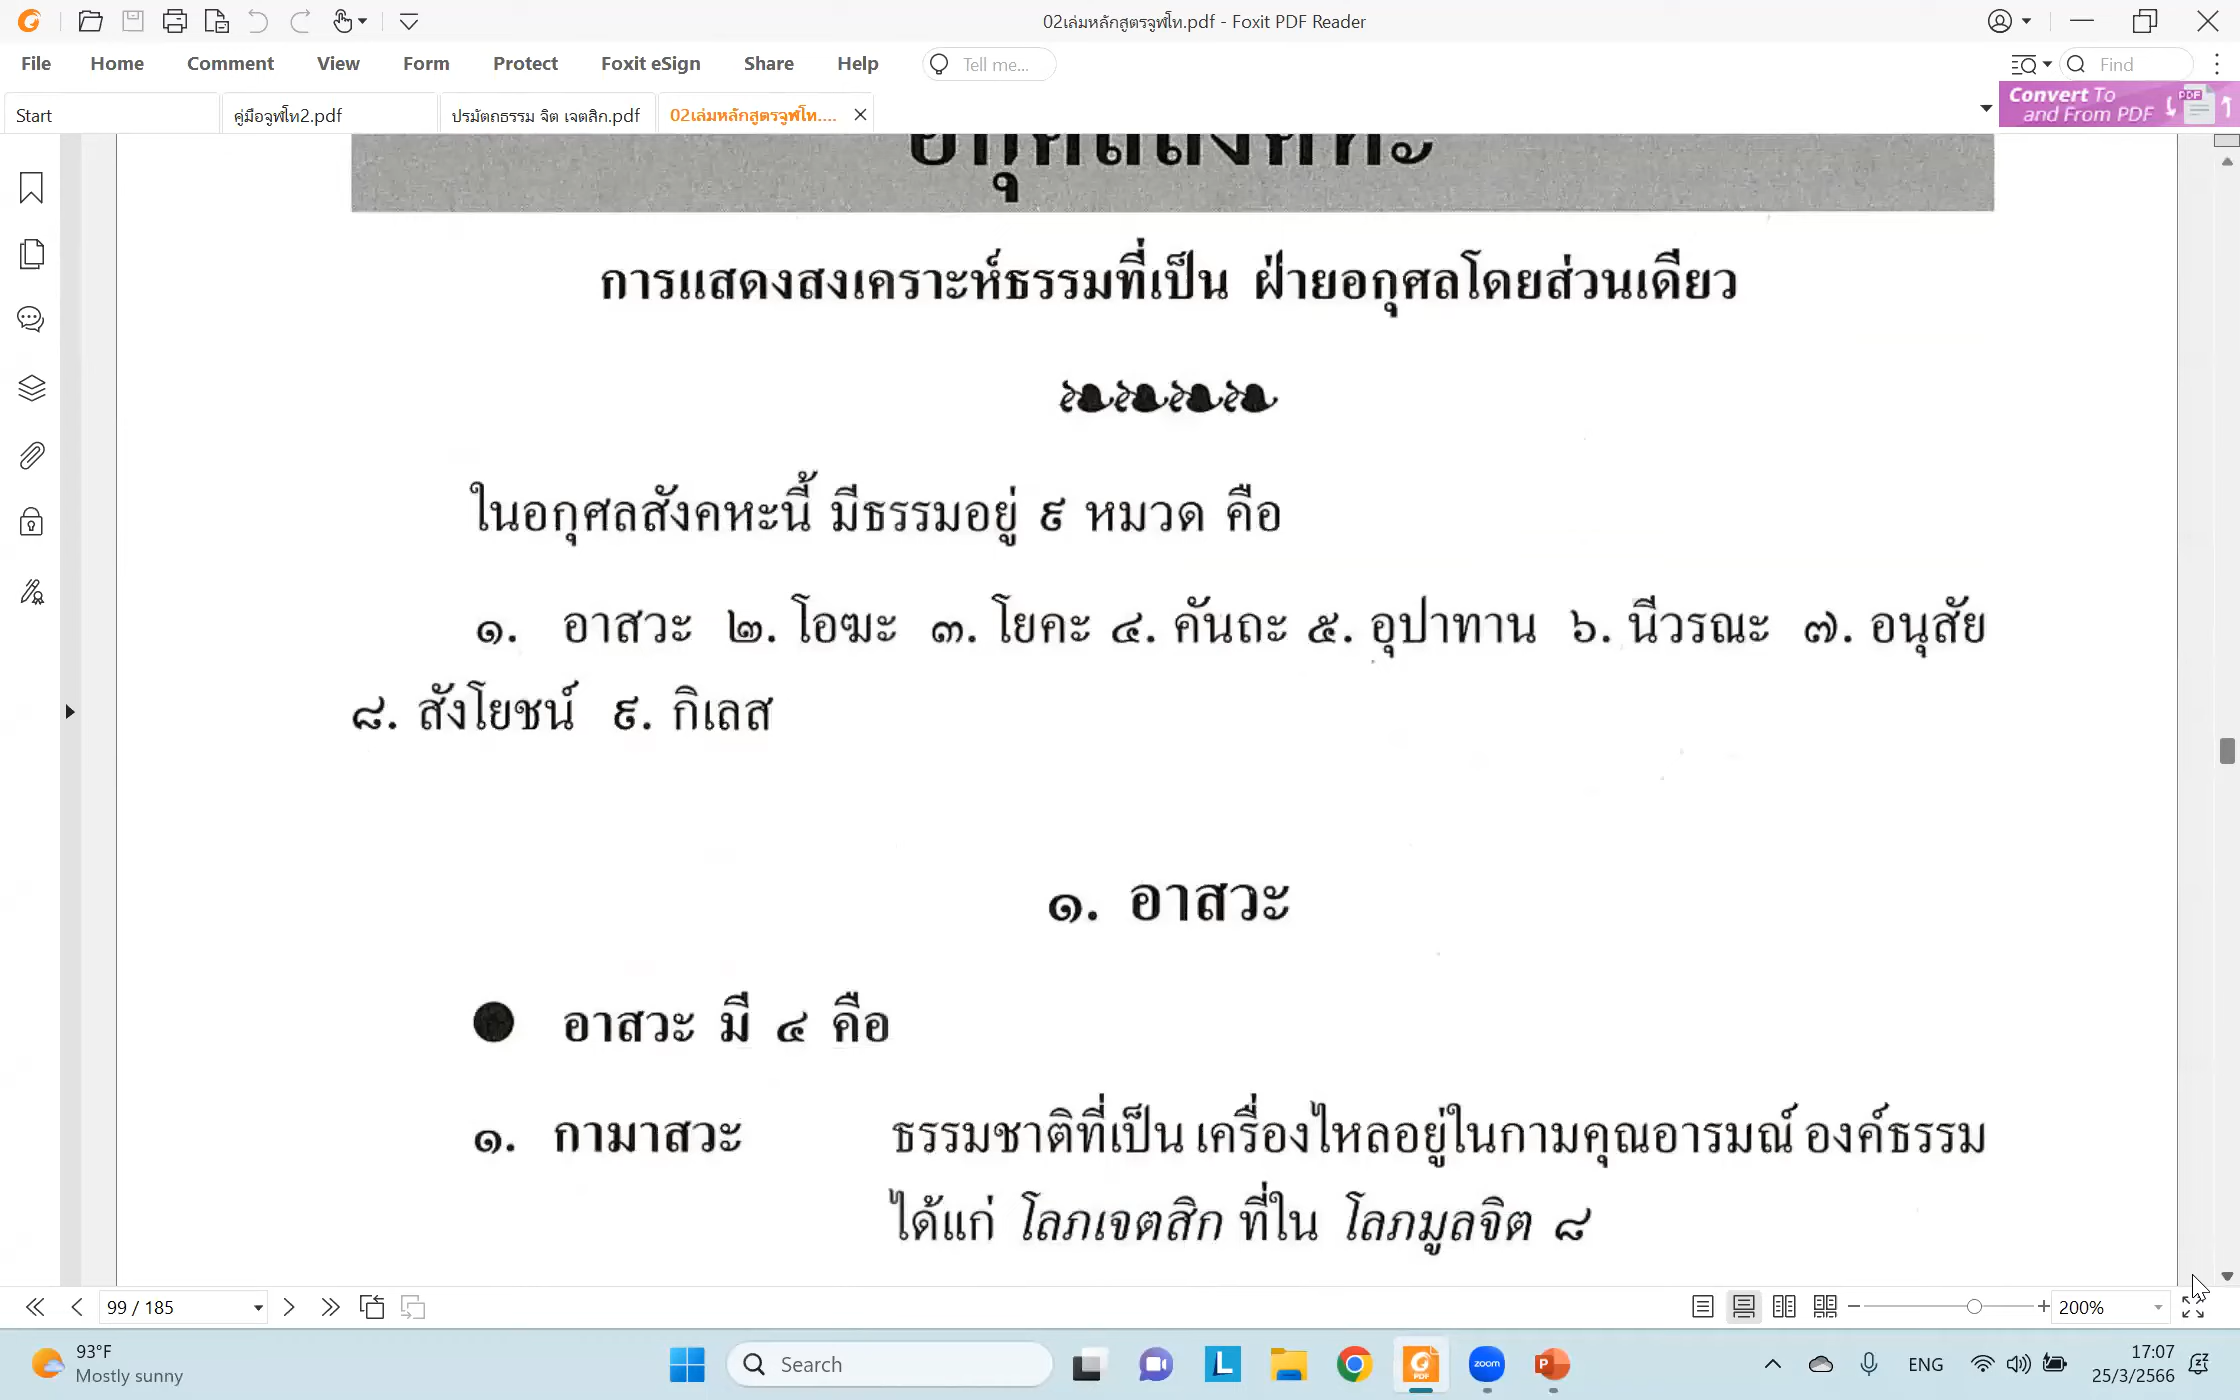 02เล่มหลักสูตรจูฬโท.pdf - Foxit PDF Reader
File Home Comment View Form Protect Foxit eSign Share Help Tell me... Find
Start คู่มือจูฬโท2.pdf ปรมัตถธรรม จิต เจตสิก.pdf 02เล่มหลักสูตรจูฬโท....
Convert To
and From PDF
PDF
อกุศลสังคหะ
การแสดงสงเคราะห์ธรรมที่เป็น ฝ่ายอกุศลโดยส่วนเดียว
ในอกุศลสังคหะนี้ มีธรรมอยู่ ๙ หมวด คือ
๑. อาสวะ ๒. โอฆะ ๓. โยคะ ๔. คันถะ ๕. อุปาทาน ๖. นีวรณะ ๗. อนุสัย
๘. สังโยชน์ ๙. กิเลส
๑. อาสวะ
● อาสวะ มี ๔ คือ
๑. กามาสวะ ธรรมชาติที่เป็น เครื่องไหลอยู่ในกามคุณอารมณ์ องค์ธรรม
ได้แก่ โลภเจตสิก ที่ใน โลภมูลจิต ๘
99 / 185 200%
93°F
Mostly sunny
Search
L
PDF
zoom
P
ENG
17:07
25/3/2566